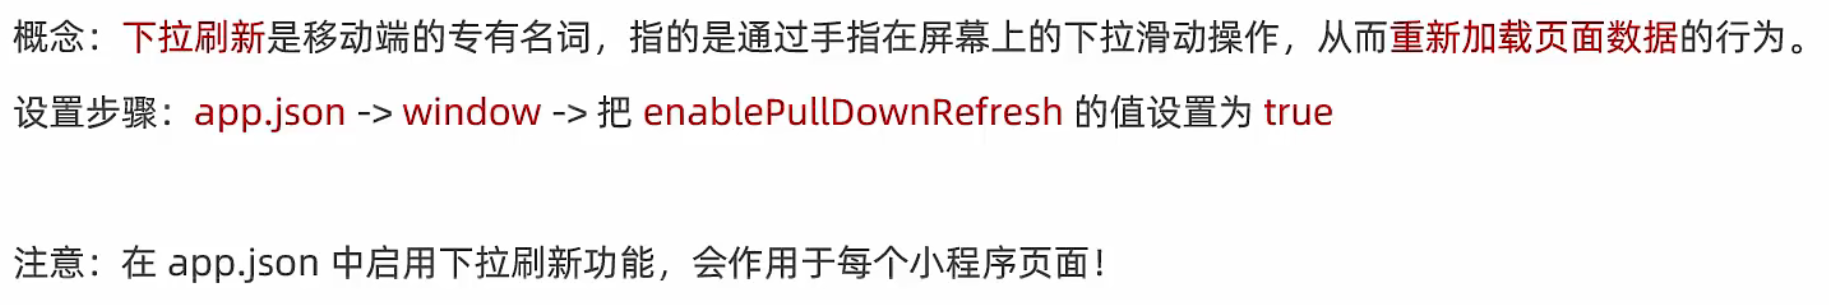 概念：下拉刷新是移动端的专有名词，指的是通过手指在屏幕上的下拉滑动操作，从而重新加载页面数据的行为。
设置步骤：app.json -> window -> 把 enablePullDownRefresh 的值设置为 true
注意：在 app.json 中启用下拉刷新功能，会作用于每个小程序页面！